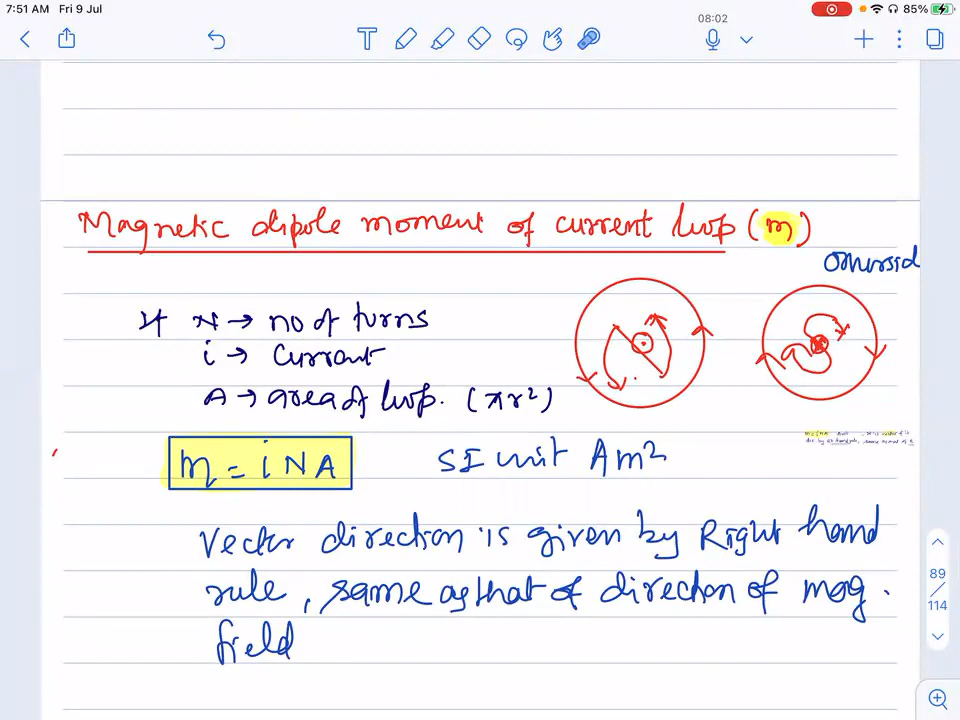 7:51 AM Fri 9 Jul
85%
08:02
Magnetic dipole moment of current loop (m)
If N → no of turns
i → Current
A → area of loop. (πr²)
m = i N A
SI unit Am²
Vector direction is given by Right hand
rule, same as that of direction of mag.
field
89
/
114